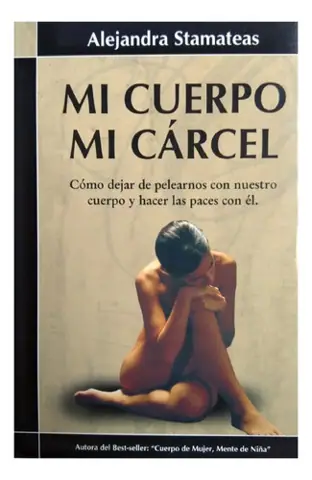 Alejandra Stamateas
MI CUERPO
MI CÁRCEL
Cómo dejar de pelearnos con nuestro
cuerpo y hacer las paces con él.
Autora del Best-seller: "Cuerpo de Mujer, Mente de Niña"